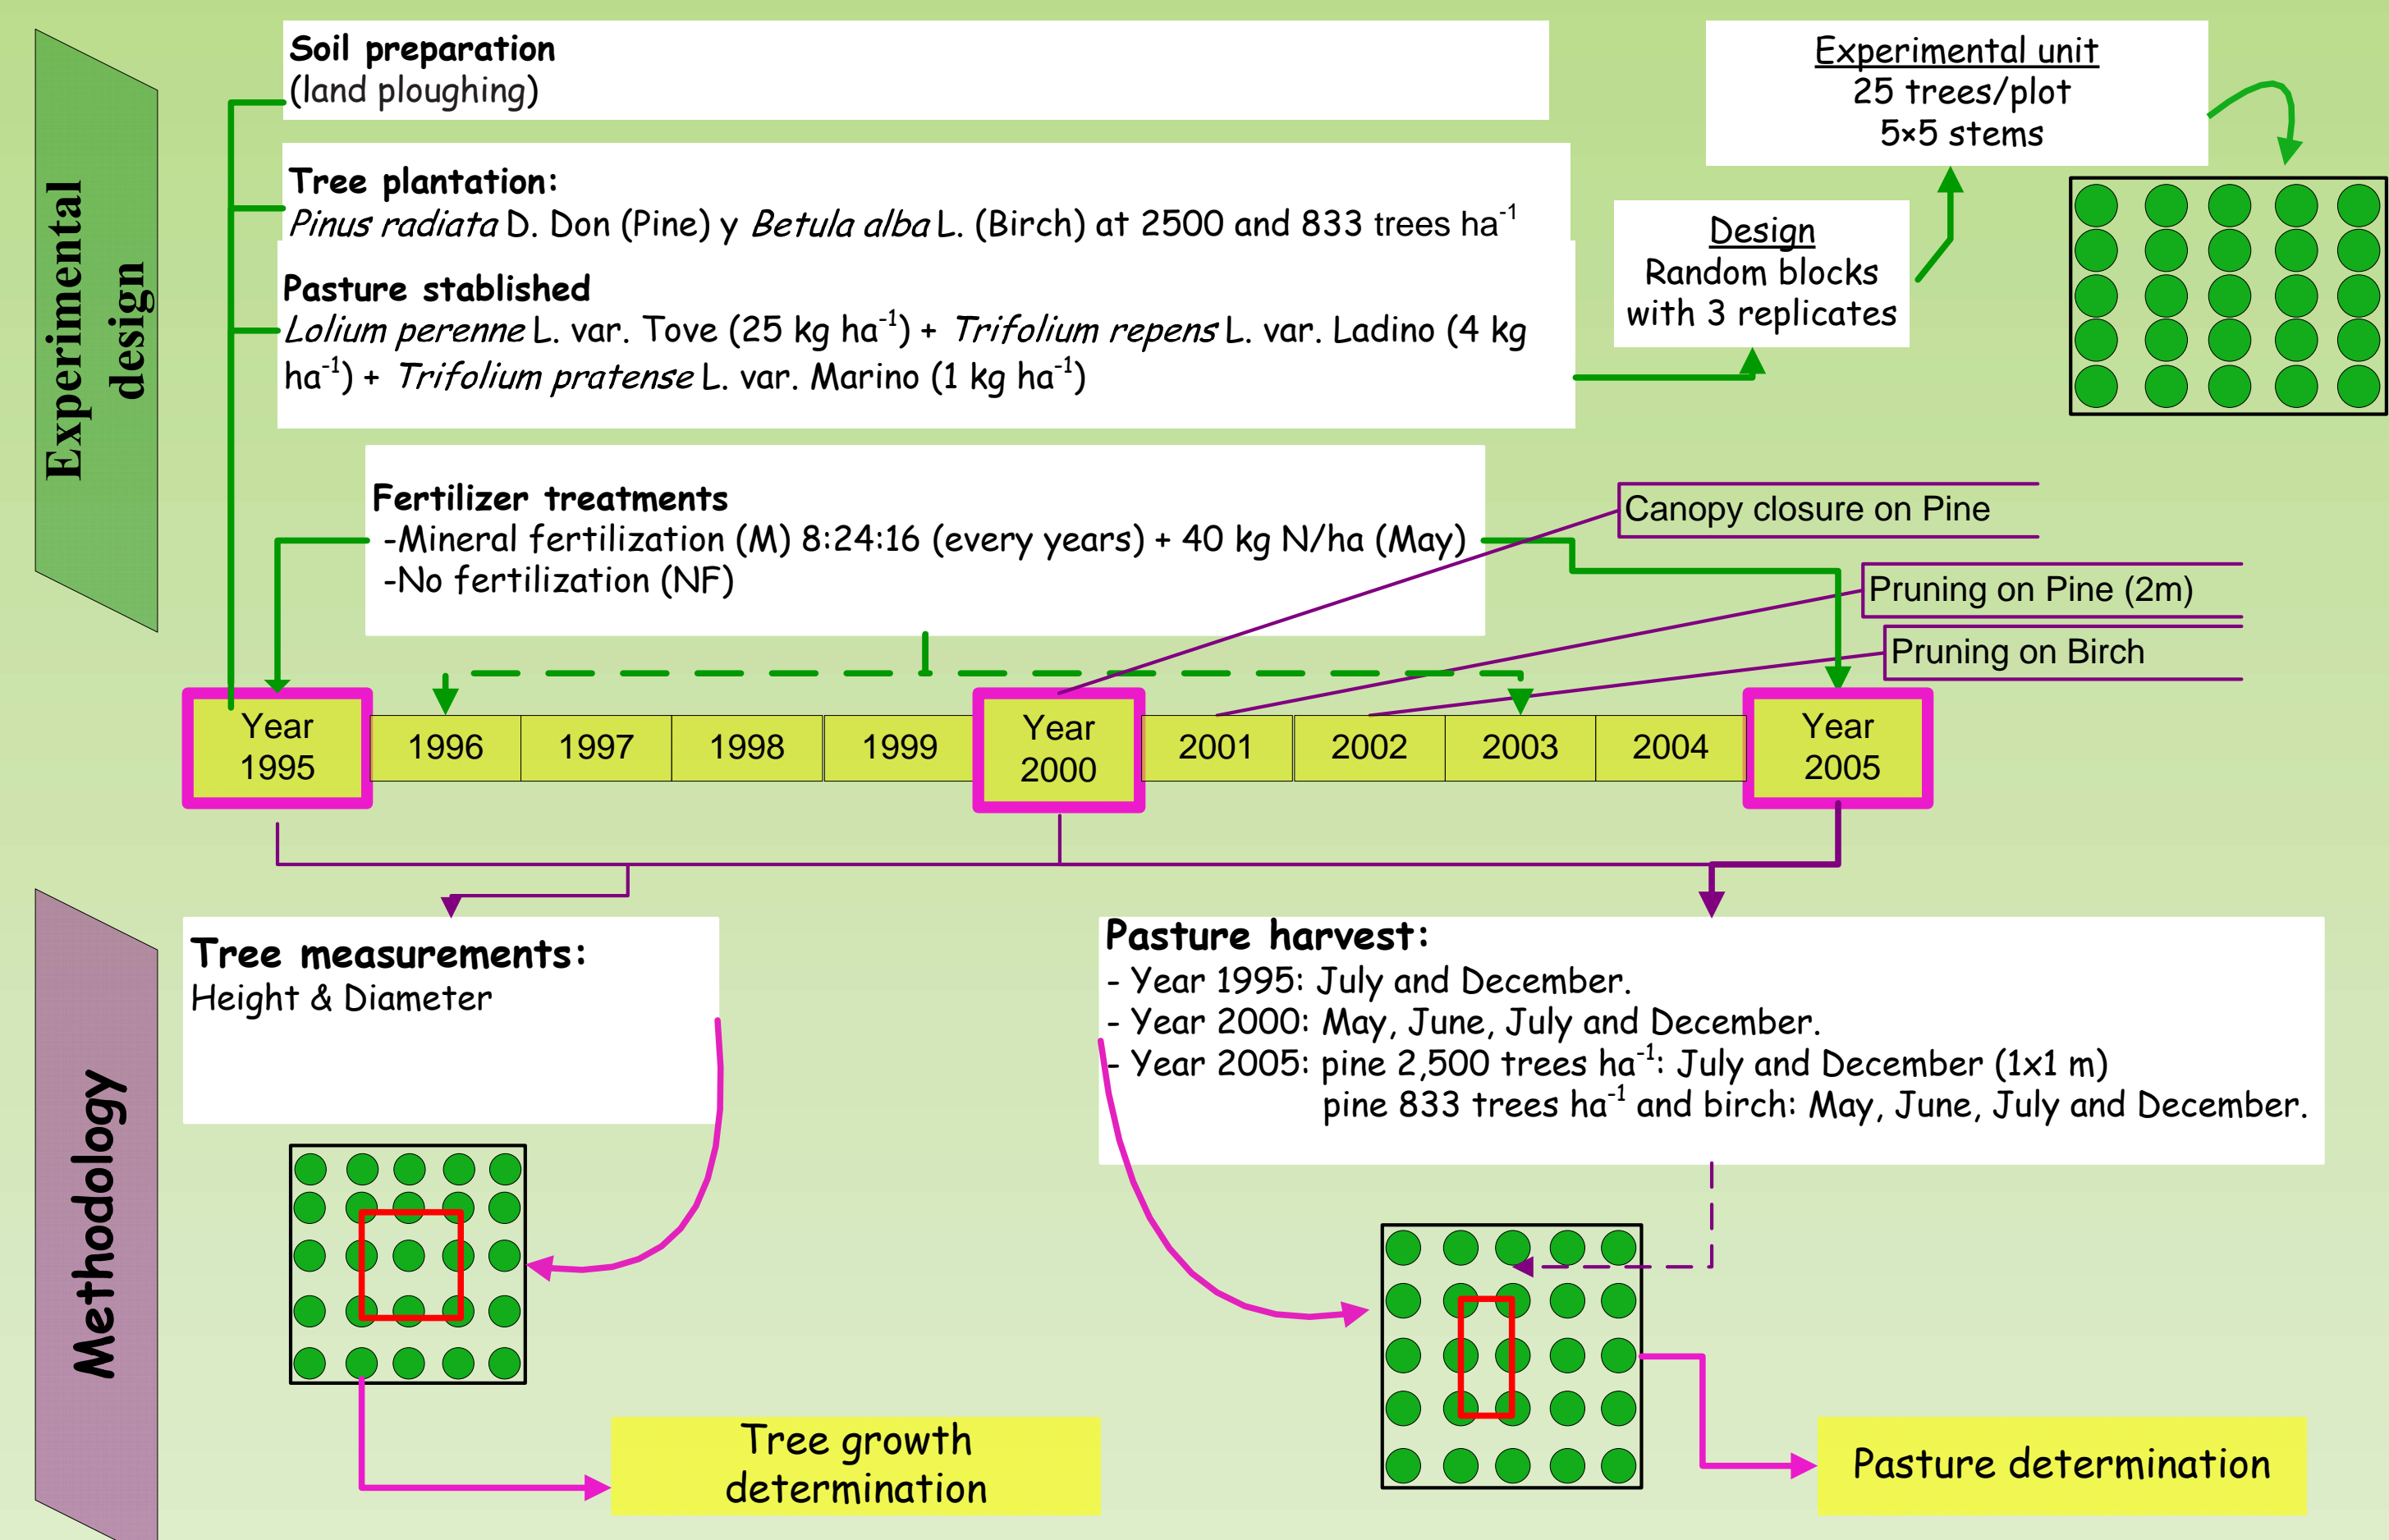 Experimental
design
Soil preparation
(land ploughing)
Tree plantation:
Pinus radiata D. Don (Pine) y Betula alba L. (Birch) at 2500 and 833 trees ha⁻¹
Pasture stablished
Lolium perenne L. var. Tove (25 kg ha⁻¹) + Trifolium repens L. var. Ladino (4 kg
ha⁻¹) + Trifolium pratense L. var. Marino (1 kg ha⁻¹)
Design
Random blocks
with 3 replicates
Experimental unit
25 trees/plot
5×5 stems
Fertilizer treatments
-Mineral fertilization (M) 8:24:16 (every years) + 40 kg N/ha (May)
-No fertilization (NF)
Canopy closure on Pine
Pruning on Pine (2m)
Pruning on Birch
Year
1995
1996
1997
1998
1999
Year
2000
2001
2002
2003
2004
Year
2005
Methodology
Tree measurements:
Height & Diameter
Pasture harvest:
- Year 1995: July and December.
- Year 2000: May, June, July and December.
- Year 2005: pine 2,500 trees ha⁻¹: July and December (1x1 m)
pine 833 trees ha⁻¹ and birch: May, June, July and December.
Tree growth
determination
Pasture determination